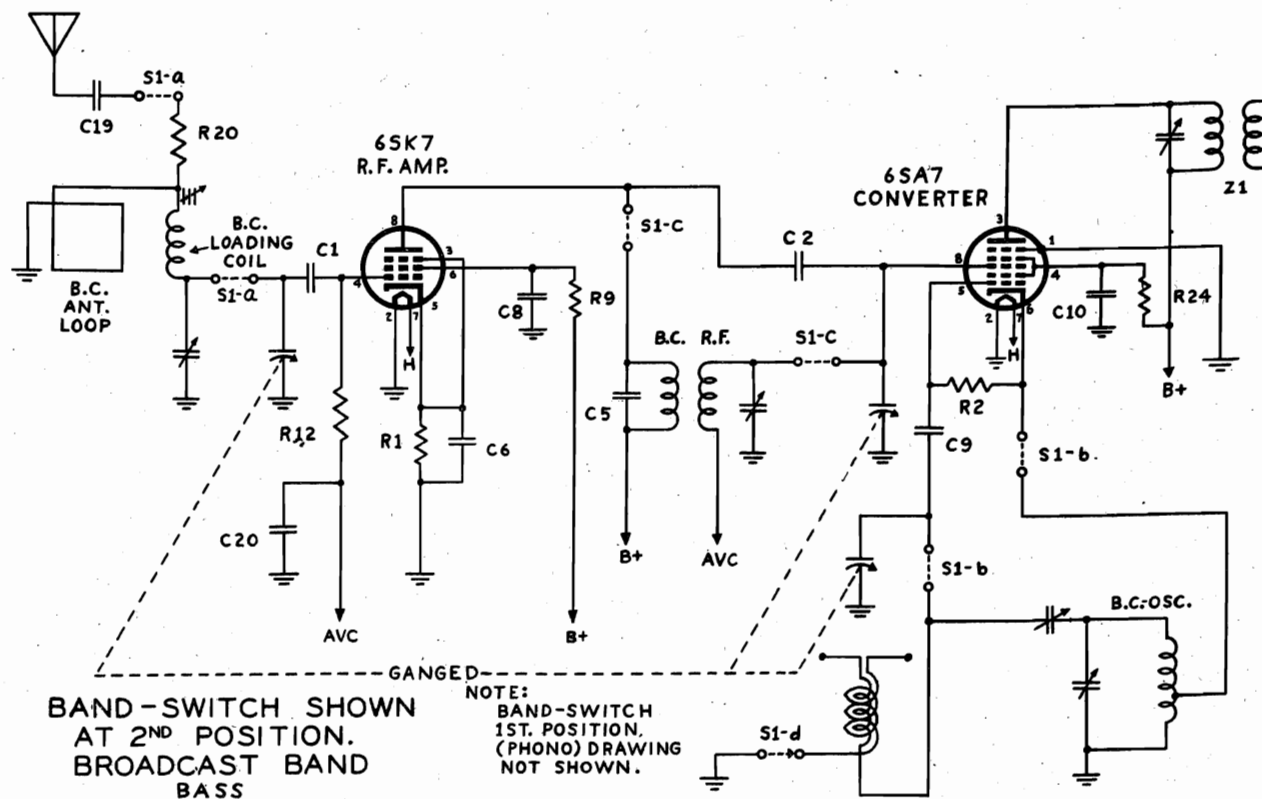 S1-a
C19
R20
6SK7
R.F. AMP.
8
3
6
4
5
2
7
H
B.C.
LOADING
COIL
S1-a
C1
B.C.
ANT.
LOOP
R12
C20
AVC
R1
C6
C8
R9
B+
S1-C
C2
B.C. R.F.
C5
S1-C
B+
AVC
6SA7
CONVERTER
3
1
8
4
5
6
2
7
H
C10
R24
Z1
B+
R2
C9
S1-b.
S1-b
B.C.-OSC.
GANGED
S1-d
NOTE:
BAND-SWITCH
1ST. POSITION,
(PHONO) DRAWING
NOT SHOWN.
BAND-SWITCH SHOWN
AT 2ND POSITION.
BROADCAST BAND
BASS